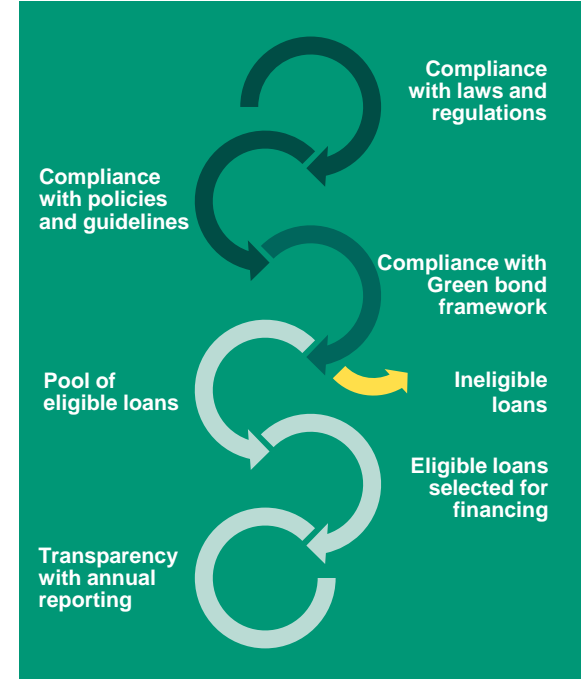 Compliance
with laws and
regulations
Compliance
with policies
and guidelines
Compliance with
Green bond
framework
Pool of
eligible loans
Ineligible
loans
Eligible loans
selected for
financing
Transparency
with annual
reporting